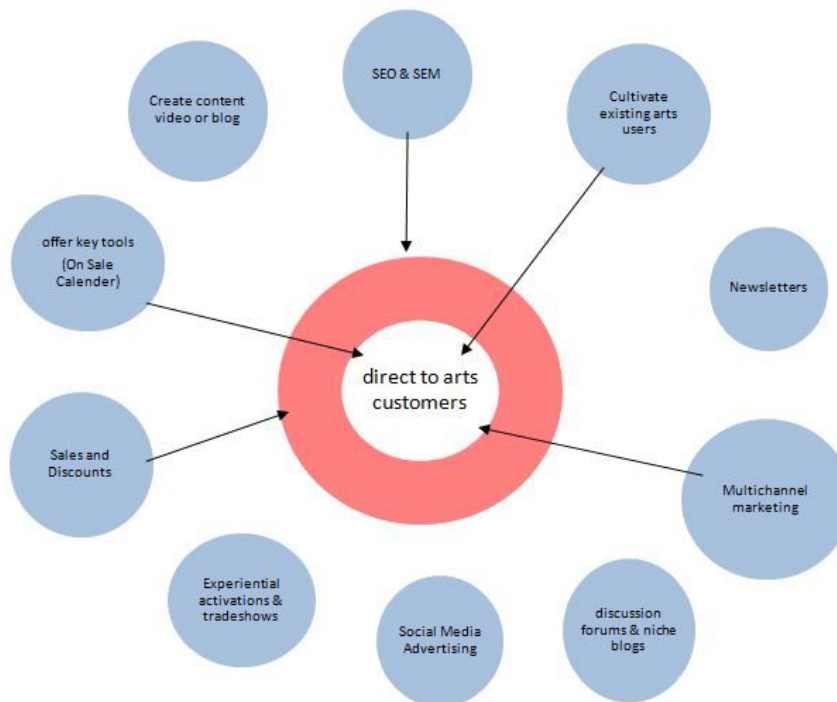 SEO & SEM
Create content
video or blog
Cultivate
existing arts
users
offer key tools
(On Sale
Calender)
Newsletters
direct to arts
customers
Sales and
Discounts
Multichannel
marketing
Experiential
activations &
tradeshows
Social Media
Advertising
discussion
forums & niche
blogs